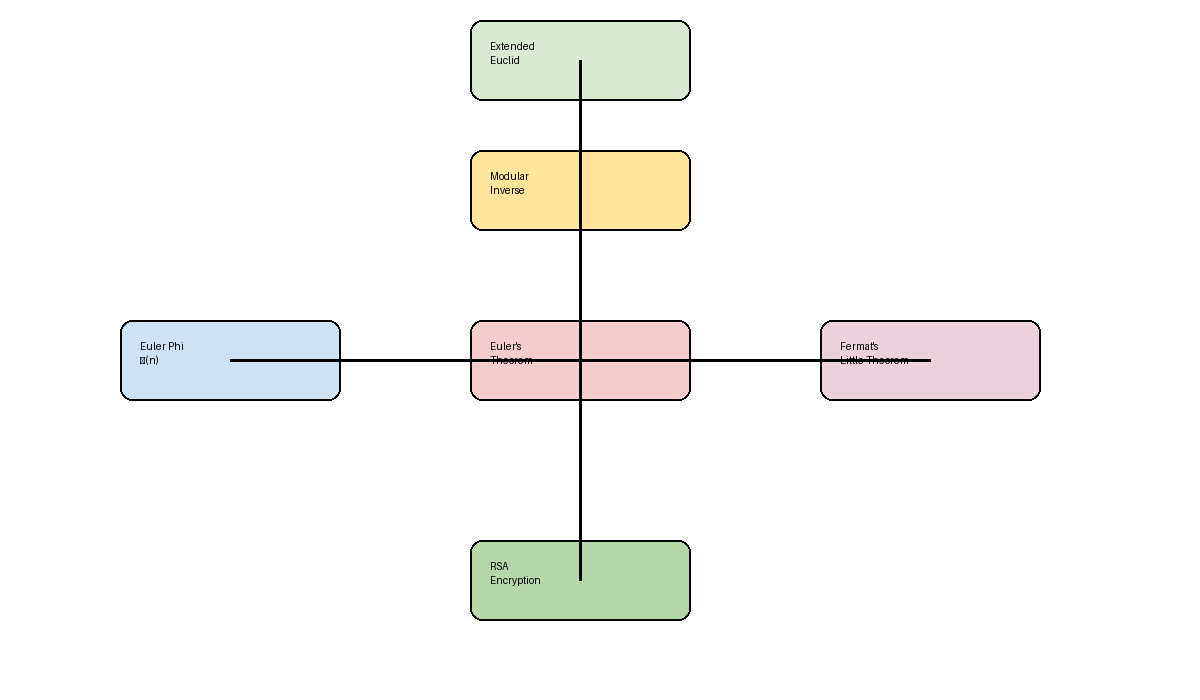 Extended
Euclid
Modular
Inverse
Euler Phi
(n)
Euler's
Theorem
Fermat's
Little Theorem
RSA
Encryption